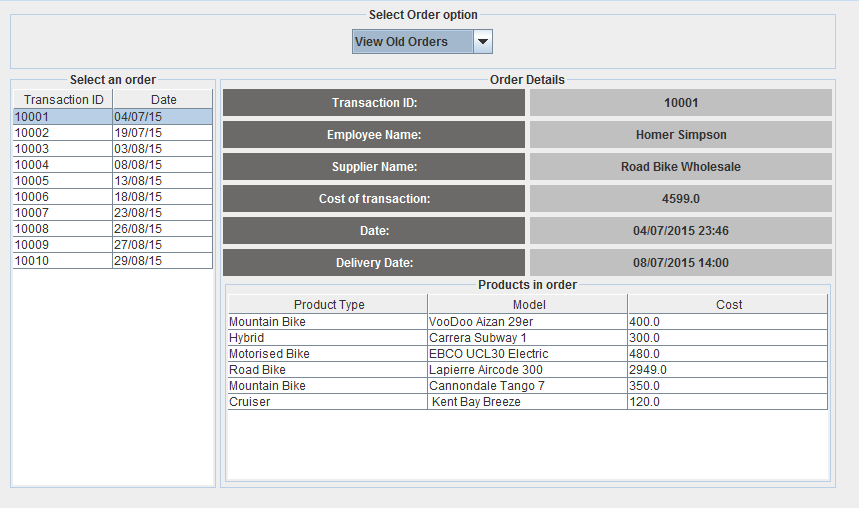 Select Order option
View Old Orders
Select an order
Transaction ID Date
10001 04/07/15
10002 19/07/15
10003 03/08/15
10004 08/08/15
10005 13/08/15
10006 18/08/15
10007 23/08/15
10008 26/08/15
10009 27/08/15
10010 29/08/15
Order Details
Transaction ID: 10001
Employee Name: Homer Simpson
Supplier Name: Road Bike Wholesale
Cost of transaction: 4599.0
Date: 04/07/2015 23:46
Delivery Date: 08/07/2015 14:00
Products in order
Product Type Model Cost
Mountain Bike VooDoo Aizan 29er 400.0
Hybrid Carrera Subway 1 300.0
Motorised Bike EBCO UCL30 Electric 480.0
Road Bike Lapierre Aircode 300 2949.0
Mountain Bike Cannondale Tango 7 350.0
Cruiser Kent Bay Breeze 120.0